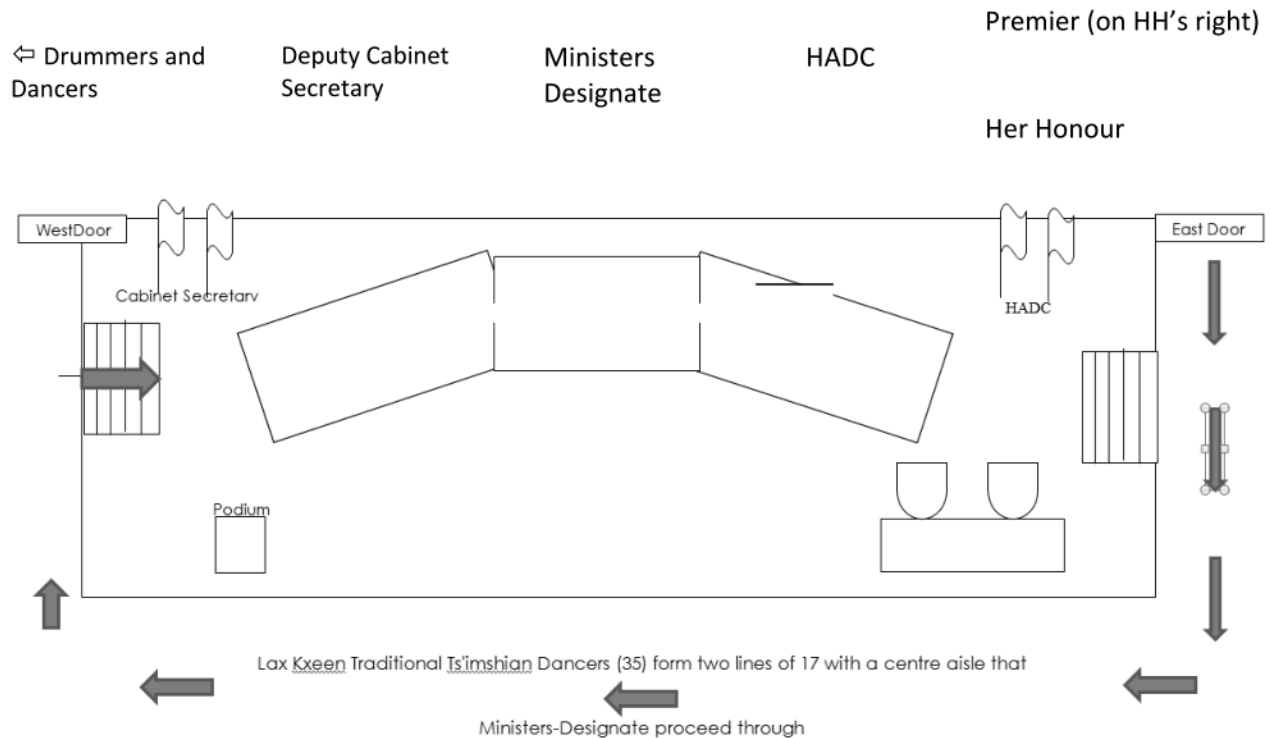 Premier (on HH's right)
⇦ Drummers and
Dancers
Deputy Cabinet
Secretary
Ministers
Designate
HADC
Her Honour
WestDoor
East Door
Cabinet Secretary
HADC
Podium
Lax Kxeen Traditional Ts'imshian Dancers (35) form two lines of 17 with a centre aisle that
Ministers-Designate proceed through